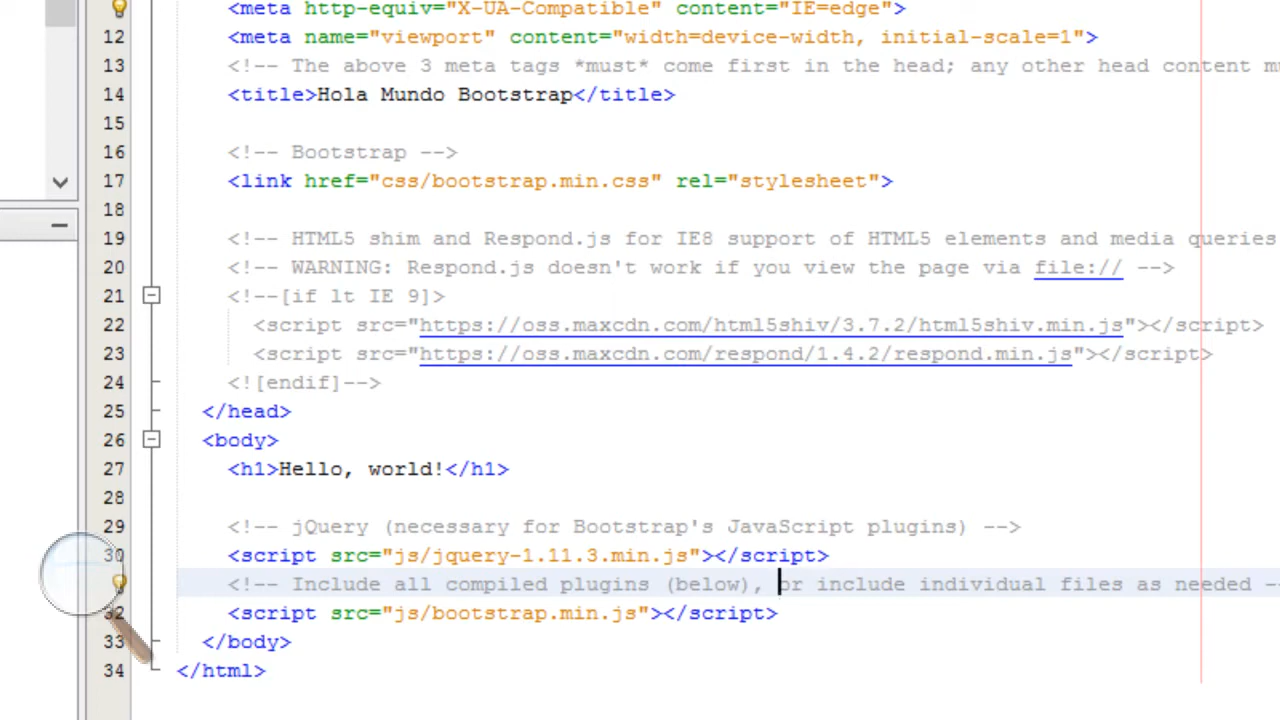 <meta http-equiv="X-UA-Compatible" content="IE=edge">
12 <meta name="viewport" content="width=device-width, initial-scale=1">
13 <!-- The above 3 meta tags *must* come first in the head; any other head content
14 <title>Hola Mundo Bootstrap</title>
15
16 <!-- Bootstrap -->
17 <link href="css/bootstrap.min.css" rel="stylesheet">
18
19 <!-- HTML5 shim and Respond.js for IE8 support of HTML5 elements and media queries
20 <!-- WARNING: Respond.js doesn't work if you view the page via file:// -->
21 <!--[if lt IE 9]>
22 <script src="https://oss.maxcdn.com/html5shiv/3.7.2/html5shiv.min.js"></script>
23 <script src="https://oss.maxcdn.com/respond/1.4.2/respond.min.js"></script>
24 <![endif]-->
25 </head>
26 <body>
27 <h1>Hello, world!</h1>
28
29 <!-- jQuery (necessary for Bootstrap's JavaScript plugins) -->
30 <script src="js/jquery-1.11.3.min.js"></script>
<!-- Include all compiled plugins (below), or include individual files as needed -
32 <script src="js/bootstrap.min.js"></script>
33 </body>
34 </html>